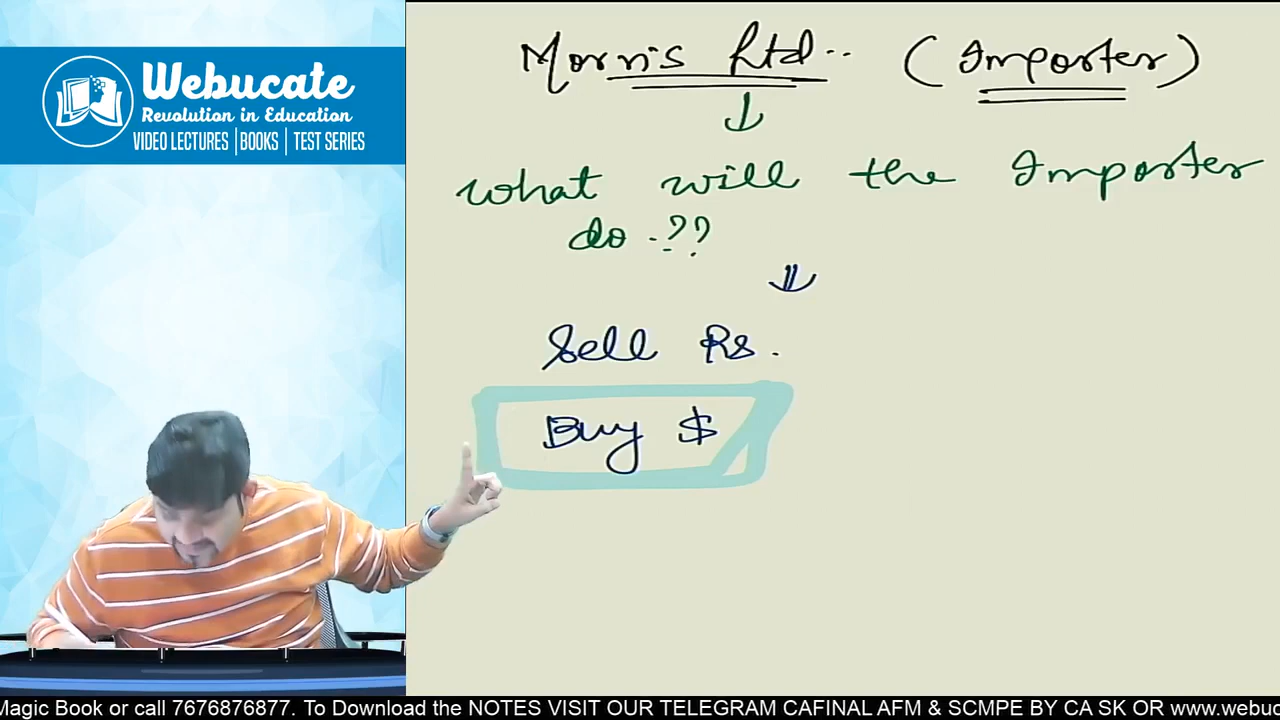 Webucate
Revolution in Education
VIDEO LECTURES | BOOKS | TEST SERIES
Morris Ltd.. (Importer)
What will the Importer
do.??
Sell Rs.
Buy $
Magic Book or call 7676876877. To Download the NOTES VISIT OUR TELEGRAM CAFINAL AFM & SCMPE BY CA SK OR www.webuc